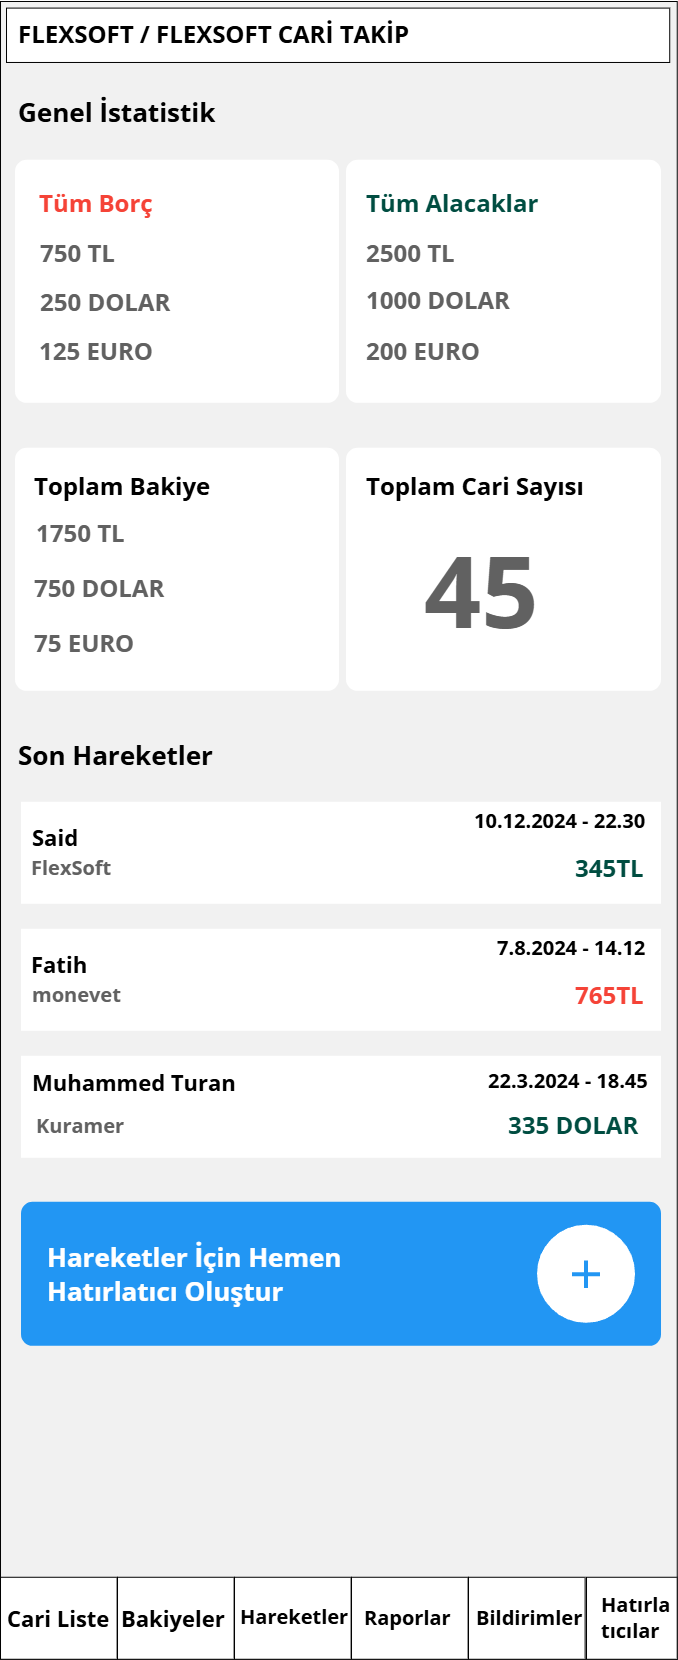 FLEXSOFT / FLEXSOFT CARİ TAKİP
Genel İstatistik
Tüm Borç
750 TL
250 DOLAR
125 EURO
Tüm Alacaklar
2500 TL
1000 DOLAR
200 EURO
Toplam Bakiye
1750 TL
750 DOLAR
75 EURO
Toplam Cari Sayısı
45
Son Hareketler
Said
FlexSoft
10.12.2024 - 22.30
345TL
Fatih
monevet
7.8.2024 - 14.12
765TL
Muhammed Turan
Kuramer
22.3.2024 - 18.45
335 DOLAR
Hareketler İçin Hemen
Hatırlatıcı Oluştur
+
Cari Liste
Bakiyeler
Hareketler
Raporlar
Bildirimler
Hatırla
tıcılar